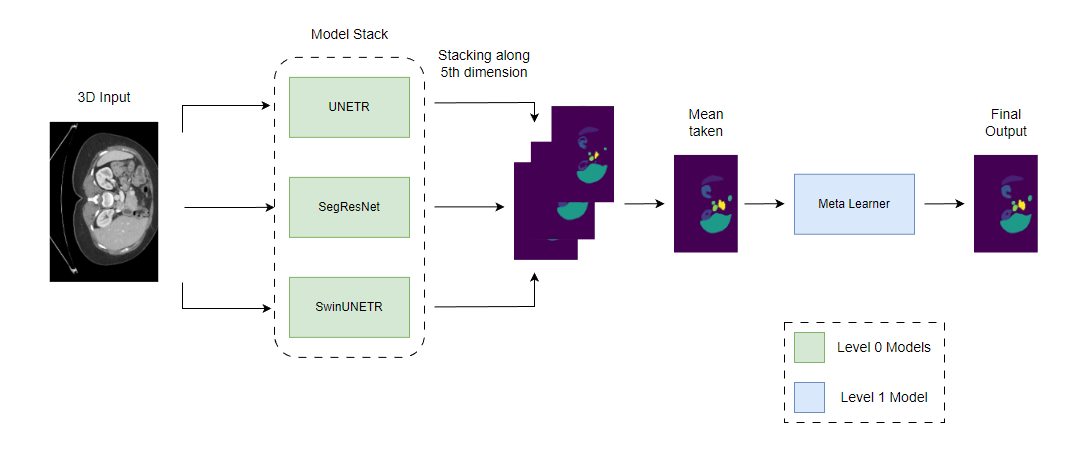 Model Stack
Stacking along
5th dimension
3D Input
UNETR
SegResNet
SwinUNETR
Mean
taken
Meta Learner
Final
Output
Level 0 Models
Level 1 Model